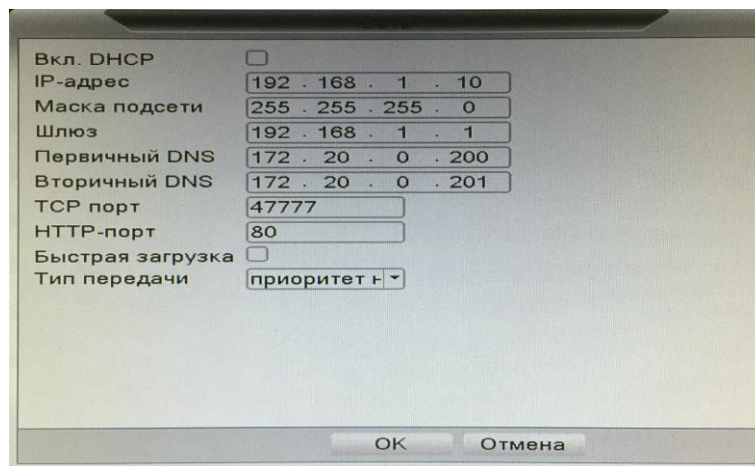 Вкл. DHCP
IP-адрес 192 . 168 . 1 . 10
Маска подсети 255 . 255 . 255 . 0
Шлюз 192 . 168 . 1 . 1
Первичный DNS 172 . 20 . 0 . 200
Вторичный DNS 172 . 20 . 0 . 201
TCP порт 47777
HTTP-порт 80
Быстрая загрузка
Тип передачи приоритет
OK Отмена